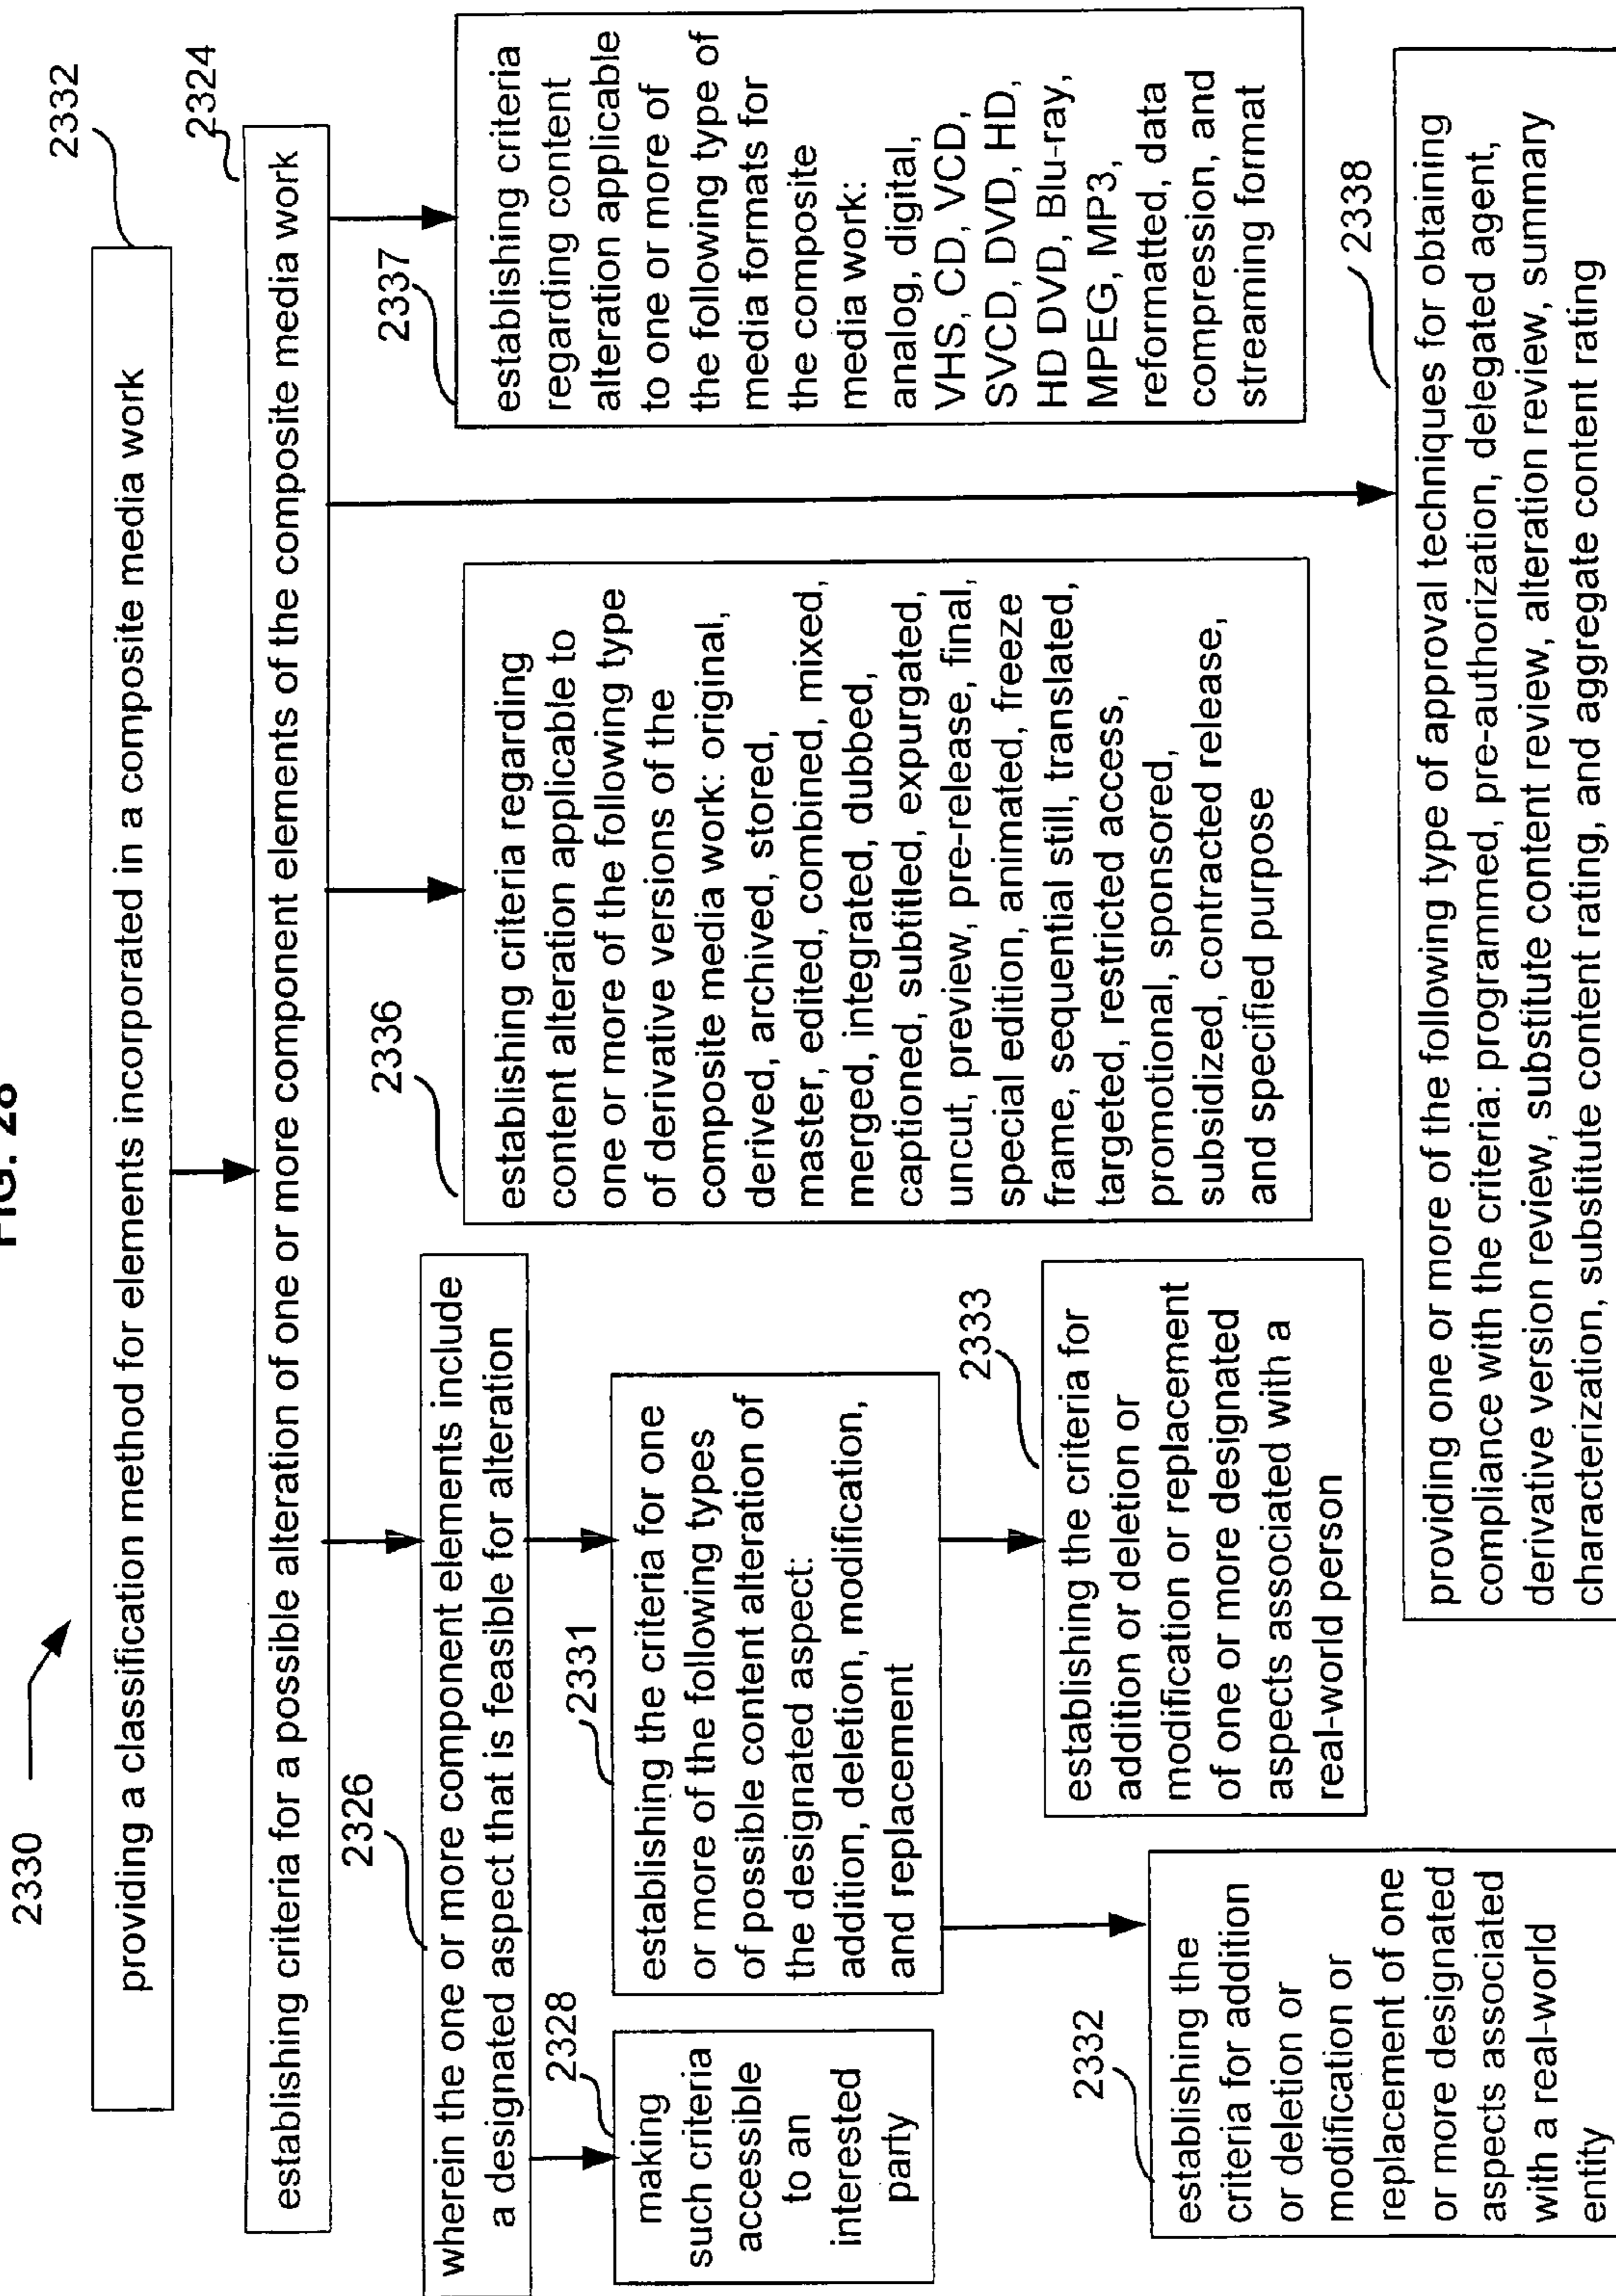 FIG. 28
2330
2332
providing a classification method for elements incorporated in a composite media work
2324
establishing criteria for a possible alteration of one or more component elements of the composite media work
2326
wherein the one or more component elements include
a designated aspect that is feasible for alteration
2328
making
such criteria
accessible
to an
interested
party
2331
establishing the criteria for one
or more of the following types
of possible content alteration of
the designated aspect:
addition, deletion, modification,
and replacement
2332
establishing the
criteria for addition
or deletion or
modification or
replacement of one
or more designated
aspects associated
with a real-world
entity
2333
establishing the criteria for
addition or deletion or
modification or replacement
of one or more designated
aspects associated with a
real-world person
2336
establishing criteria regarding
content alteration applicable to
one or more of the following type
of derivative versions of the
composite media work: original,
derived, archived, stored,
master, edited, combined, mixed,
merged, integrated, dubbed,
captioned, subtitled, expurgated,
uncut, preview, pre-release, final,
special edition, animated, freeze
frame, sequential still, translated,
targeted, restricted access,
promotional, sponsored,
subsidized, contracted release,
and specified purpose
2337
establishing criteria
regarding content
alteration applicable
to one or more of
the following type of
media formats for
the composite
media work:
analog, digital,
VHS, CD, VCD,
SVCD, DVD, HD,
HD DVD, Blu-ray,
MPEG, MP3,
reformatted, data
compression, and
streaming format
2338
providing one or more of the following type of approval techniques for obtaining
compliance with the criteria: programmed, pre-authorization, delegated agent,
derivative version review, substitute content review, alteration review, summary
characterization, substitute content rating, and aggregate content rating